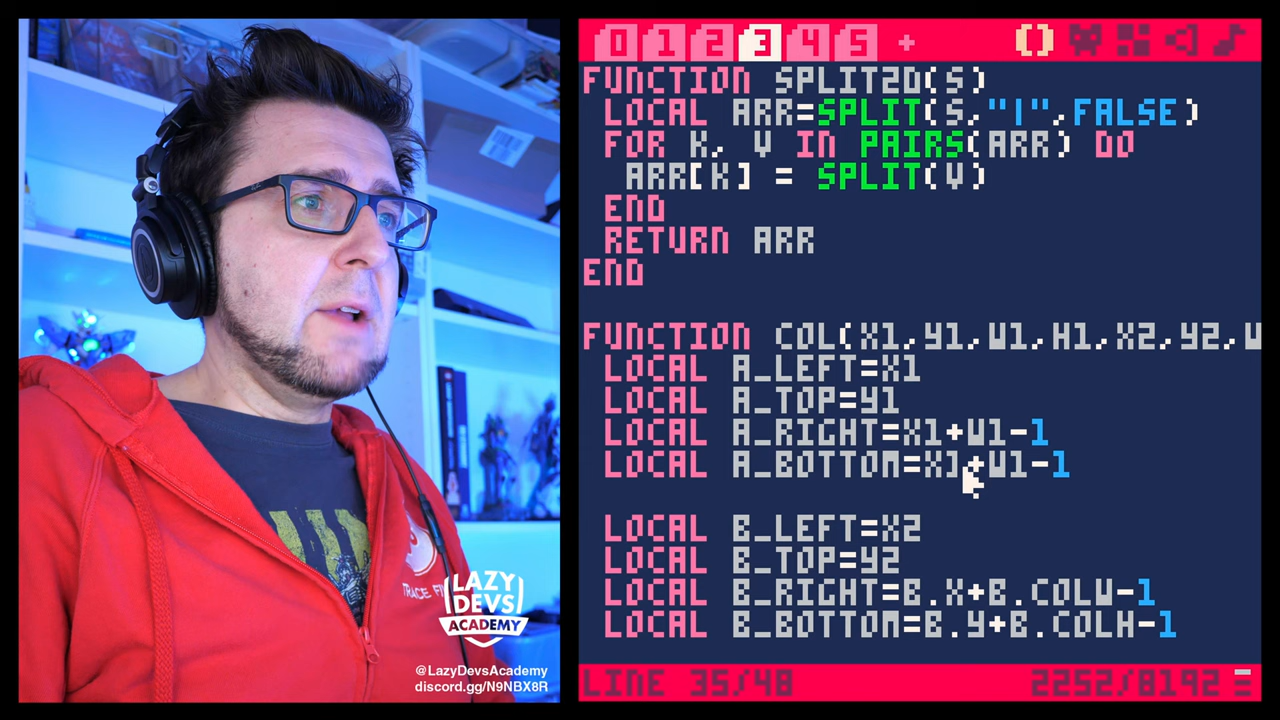 0 1 2 3 4 5 +
FUNCTION SPLIT2D(S)
LOCAL ARR=SPLIT(S,"|",FALSE)
FOR K, V IN PAIRS(ARR) DO
ARR[K] = SPLIT(V)
END
RETURN ARR
END
FUNCTION COL(X1,Y1,W1,H1,X2,Y2,W
LOCAL A_LEFT=X1
LOCAL A_TOP=Y1
LOCAL A_RIGHT=X1+W1-1
LOCAL A_BOTTOM=X1+W1-1
LOCAL B_LEFT=X2
LOCAL B_TOP=Y2
LOCAL B_RIGHT=B.X+B.COLW-1
LOCAL B_BOTTOM=B.Y+B.COLH-1
LINE 35/48
2252/8192
TRACE
LAZY
DEVS
ACADEMY
@LazyDevsAcademy
discord.gg/N9NBX8R